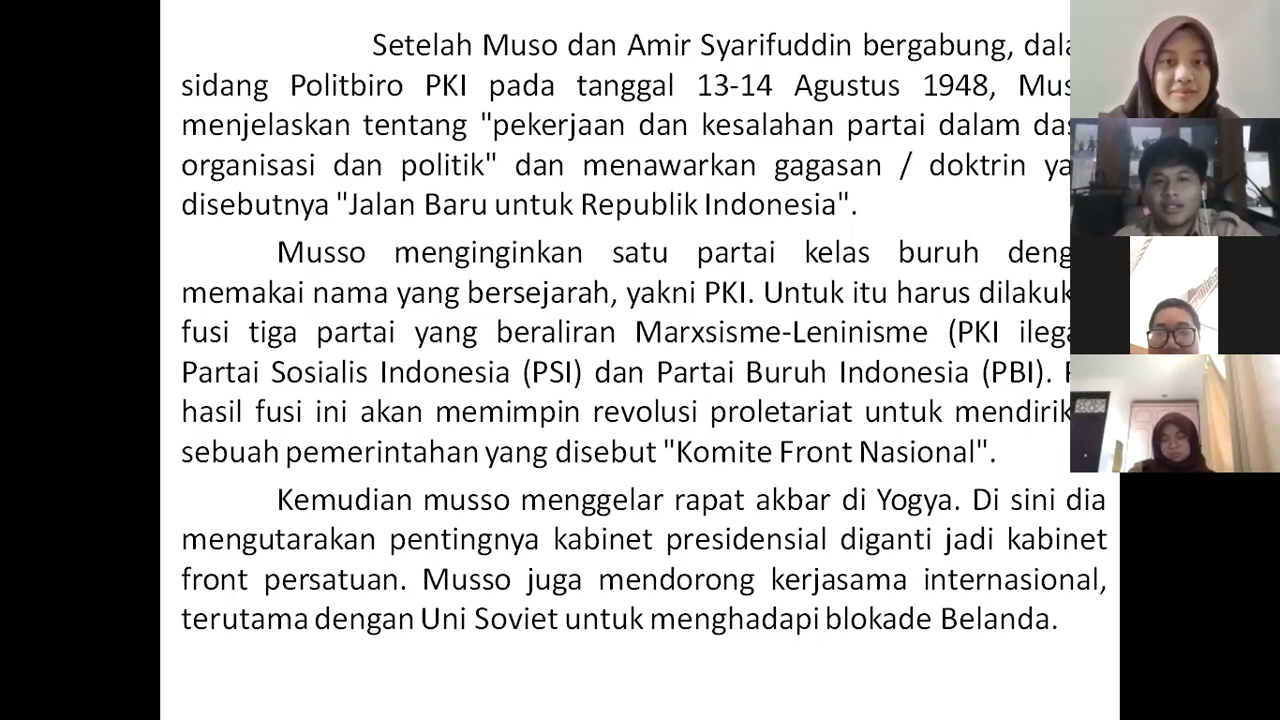 Setelah Muso dan Amir Syarifuddin bergabung,
sidang Politbiro PKI pada tanggal 13-14 Agustus 1948,
menjelaskan tentang "pekerjaan dan kesalahan partai dalam
organisasi dan politik" dan menawarkan gagasan / doktrin
disebutnya "Jalan Baru untuk Republik Indonesia".
Musso menginginkan satu partai kelas buruh
memakai nama yang bersejarah, yakni PKI. Untuk itu harus
fusi tiga partai yang beraliran Marxsisme-Leninisme (PKI
Partai Sosialis Indonesia (PSI) dan Partai Buruh Indonesia (PBI).
hasil fusi ini akan memimpin revolusi proletariat untuk
sebuah pemerintahan yang disebut "Komite Front Nasional".
Kemudian musso menggelar rapat akbar di Yogya. Di sini dia
mengutarakan pentingnya kabinet presidensial diganti jadi kabinet
front persatuan. Musso juga mendorong kerjasama internasional,
terutama dengan Uni Soviet untuk menghadapi blokade Belanda.